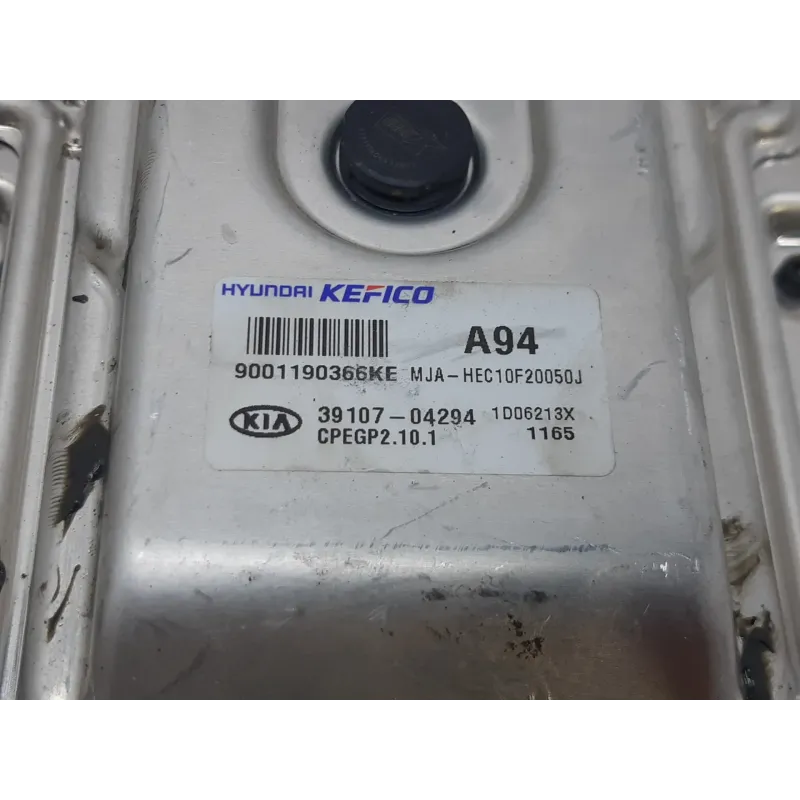 HYUNDAI KEFICO
A94
9001190366KE MJA-HEC10F20050J
KIA 39107-04294 1D06213X
CPEGP2.10.1 1165